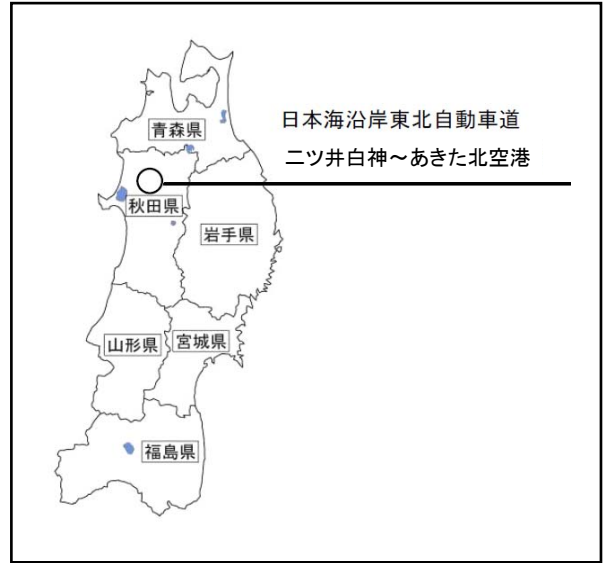 青森県
日本海沿岸東北自動車道
二ツ井白神～あきた北空港
秋田県
岩手県
山形県
宮城県
福島県